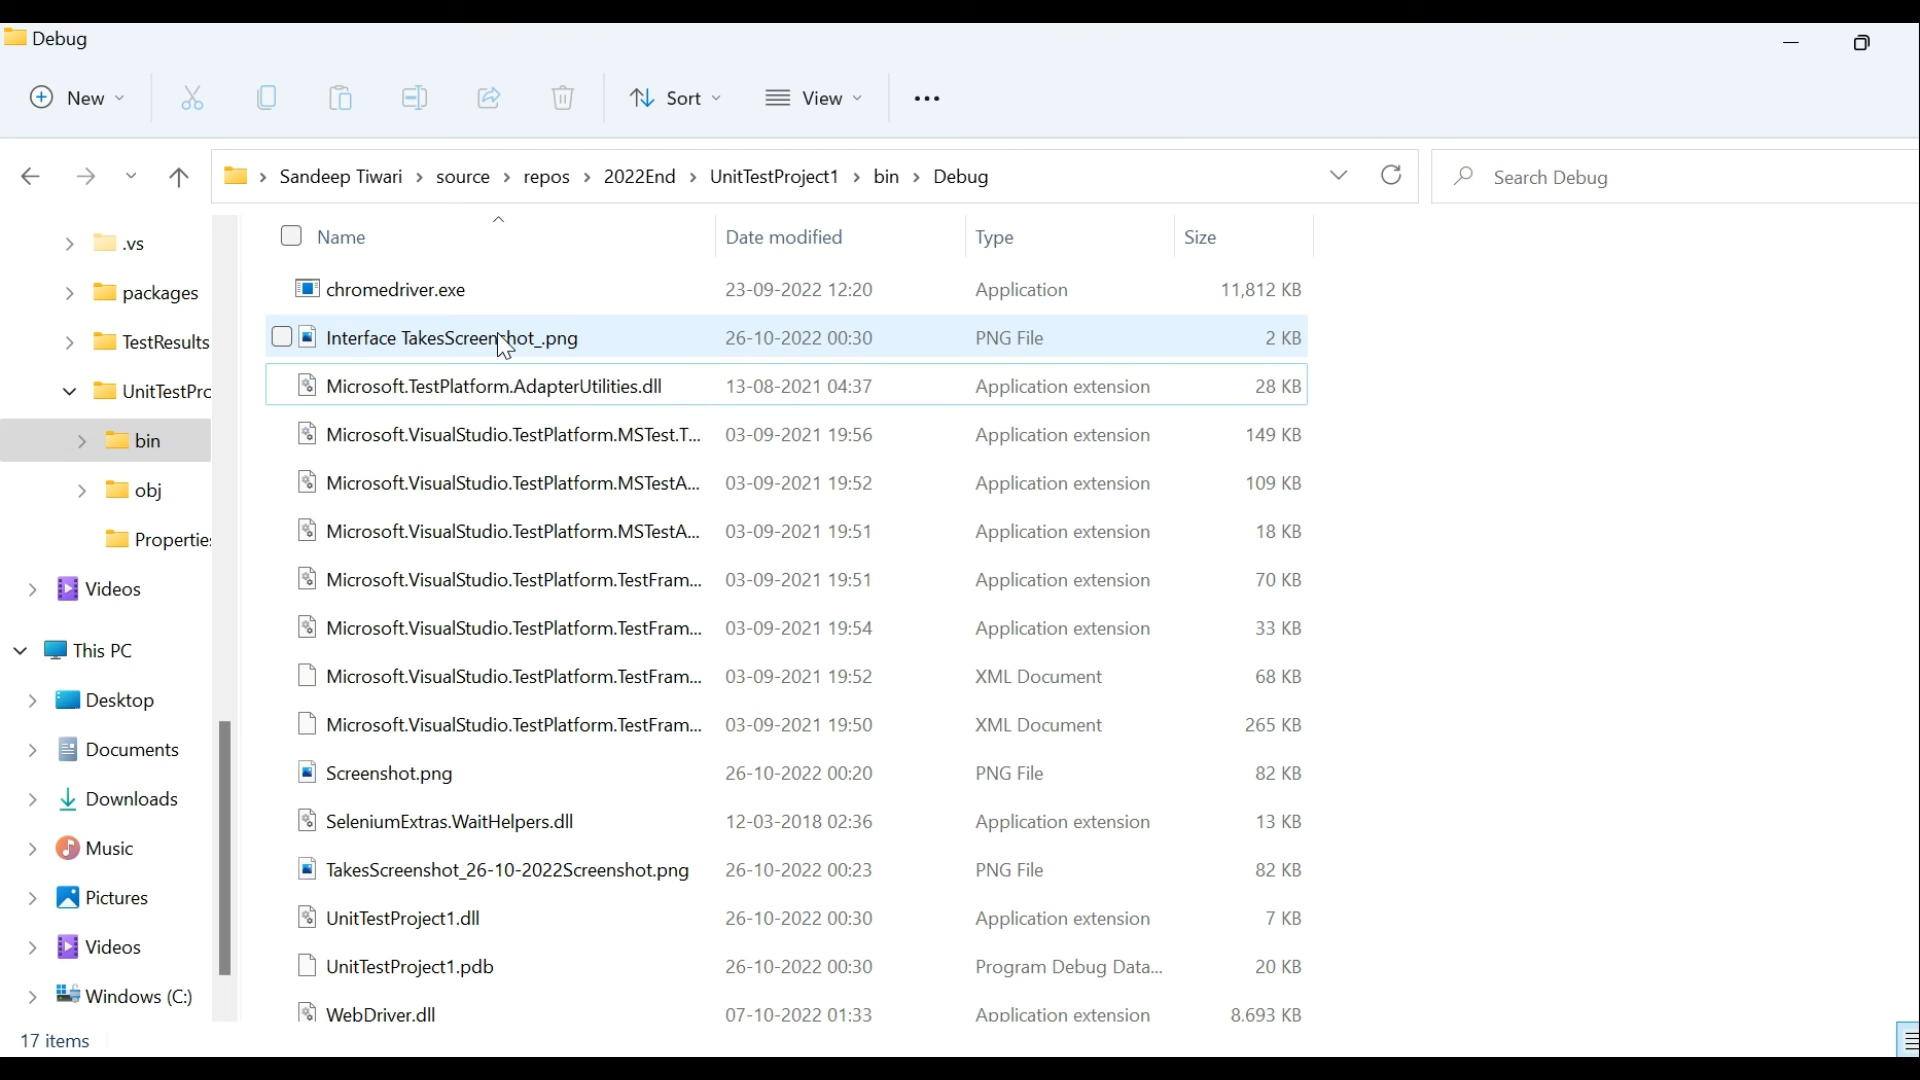 Debug
New
Sort
View
Sandeep Tiwari > source > repos > 2022End > UnitTestProject1 > bin > Debug
Search Debug
.vs
packages
TestResults
UnitTestPro
bin
obj
Properties
Videos
This PC
Desktop
Documents
Downloads
Music
Pictures
Videos
Windows (C:)
Name Date modified Type Size
chromedriver.exe 23-09-2022 12:20 Application 11,812 KB
Interface TakesScreenshot_.png 26-10-2022 00:30 PNG File 2 KB
Microsoft.TestPlatform.AdapterUtilities.dll 13-08-2021 04:37 Application extension 28 KB
Microsoft.VisualStudio.TestPlatform.MSTest.T... 03-09-2021 19:56 Application extension 149 KB
Microsoft.VisualStudio.TestPlatform.MSTestA... 03-09-2021 19:52 Application extension 109 KB
Microsoft.VisualStudio.TestPlatform.MSTestA... 03-09-2021 19:51 Application extension 18 KB
Microsoft.VisualStudio.TestPlatform.TestFram... 03-09-2021 19:51 Application extension 70 KB
Microsoft.VisualStudio.TestPlatform.TestFram... 03-09-2021 19:54 Application extension 33 KB
Microsoft.VisualStudio.TestPlatform.TestFram... 03-09-2021 19:52 XML Document 68 KB
Microsoft.VisualStudio.TestPlatform.TestFram... 03-09-2021 19:50 XML Document 265 KB
Screenshot.png 26-10-2022 00:20 PNG File 82 KB
SeleniumExtras.WaitHelpers.dll 12-03-2018 02:36 Application extension 13 KB
TakesScreenshot_26-10-2022Screenshot.png 26-10-2022 00:23 PNG File 82 KB
UnitTestProject1.dll 26-10-2022 00:30 Application extension 7 KB
UnitTestProject1.pdb 26-10-2022 00:30 Program Debug Data... 20 KB
WebDriver.dll 07-10-2022 01:33 Application extension 8,693 KB
17 items